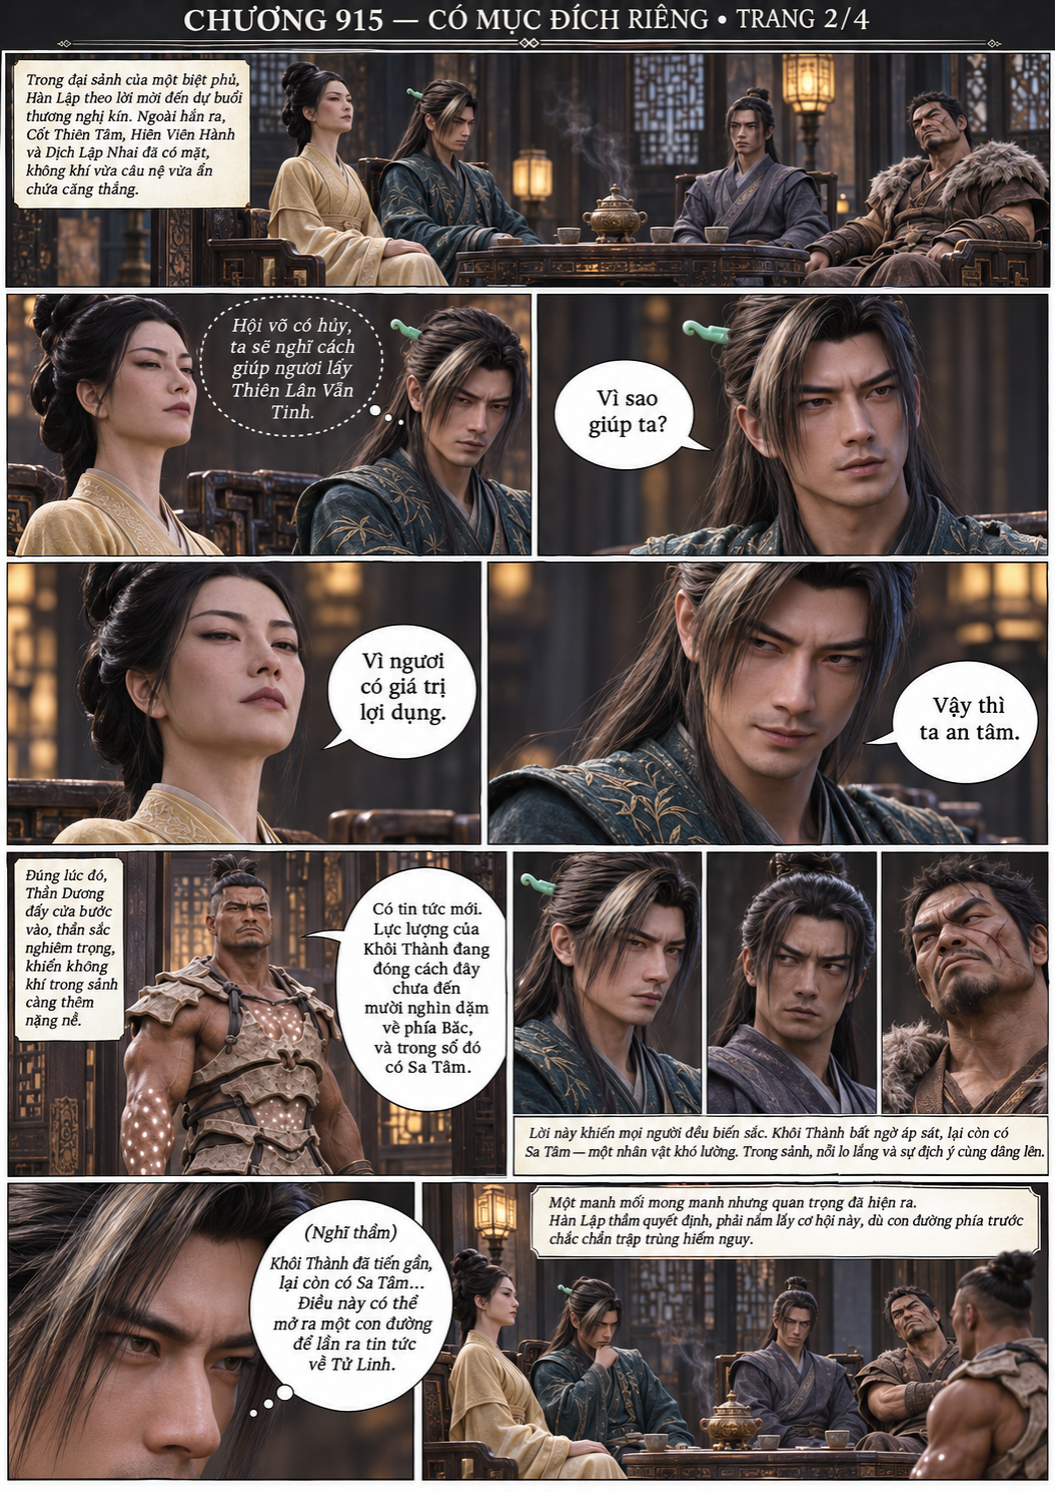 CHƯƠNG 915 — CÓ MỤC ĐÍCH RIÊNG • TRANG 2/4
Trong đại sảnh của một biệt phủ,
Hàn Lập theo lời mời đến dự buổi
thương nghị kín. Ngoài hắn ra,
Cốt Thiên Tâm, Hiên Viên Hành
và Dịch Lập Nhai đã có mặt,
không khí vừa câu nệ vừa ẩn
chứa căng thẳng.
Hội võ có hủy,
ta sẽ nghĩ cách
giúp ngươi lấy
Thiên Lân Vẫn
Tinh.
Vì sao
giúp ta?
Vì ngươi
có giá trị
lợi dụng.
Vậy thì
ta an tâm.
Đúng lúc đó,
Thần Dương
đẩy cửa bước
vào, thần sắc
nghiêm trọng,
khiến không
khí trong sảnh
càng thêm
nặng nề.
Có tin tức mới.
Lực lượng của
Khôi Thành đang
đóng cách đây
chưa đến
mười nghìn dặm
về phía Bắc,
và trong số đó
có Sa Tâm.
Lời này khiến mọi người đều biến sắc. Khôi Thành bất ngờ áp sát, lại còn có
Sa Tâm — một nhân vật khó lường. Trong sảnh, nỗi lo lắng và sự địch ý cùng dâng lên.
(Nghĩ thầm)
Khôi Thành đã tiến gần,
lại còn có Sa Tâm...
Điều này có thể
mở ra một con đường
để lần ra tin tức
về Tử Linh.
Một manh mối mong manh nhưng quan trọng đã hiện ra.
Hàn Lập thầm quyết định, phải nắm lấy cơ hội này, dù con đường phía trước
chắc chắn trập trùng hiểm nguy.